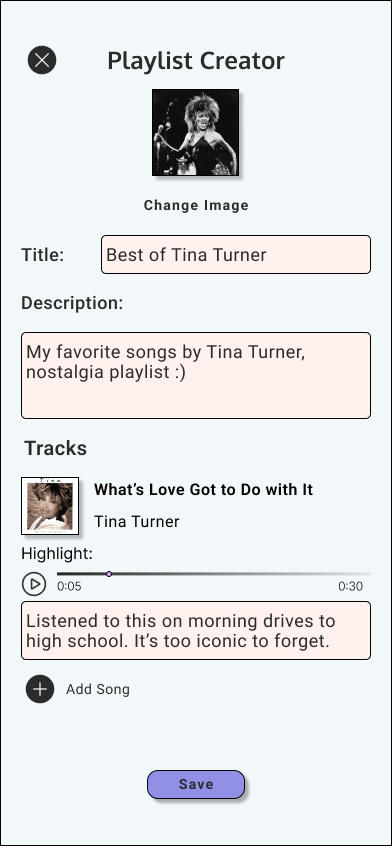 Playlist Creator
Change Image
Title:
Best of Tina Turner
Description:
My favorite songs by Tina Turner,
nostalgia playlist :)
Tracks
Tina
What’s Love Got to Do with It
Tina Turner
Highlight:
0:05
0:30
Listened to this on morning drives to
high school. It’s too iconic to forget.
Add Song
Save